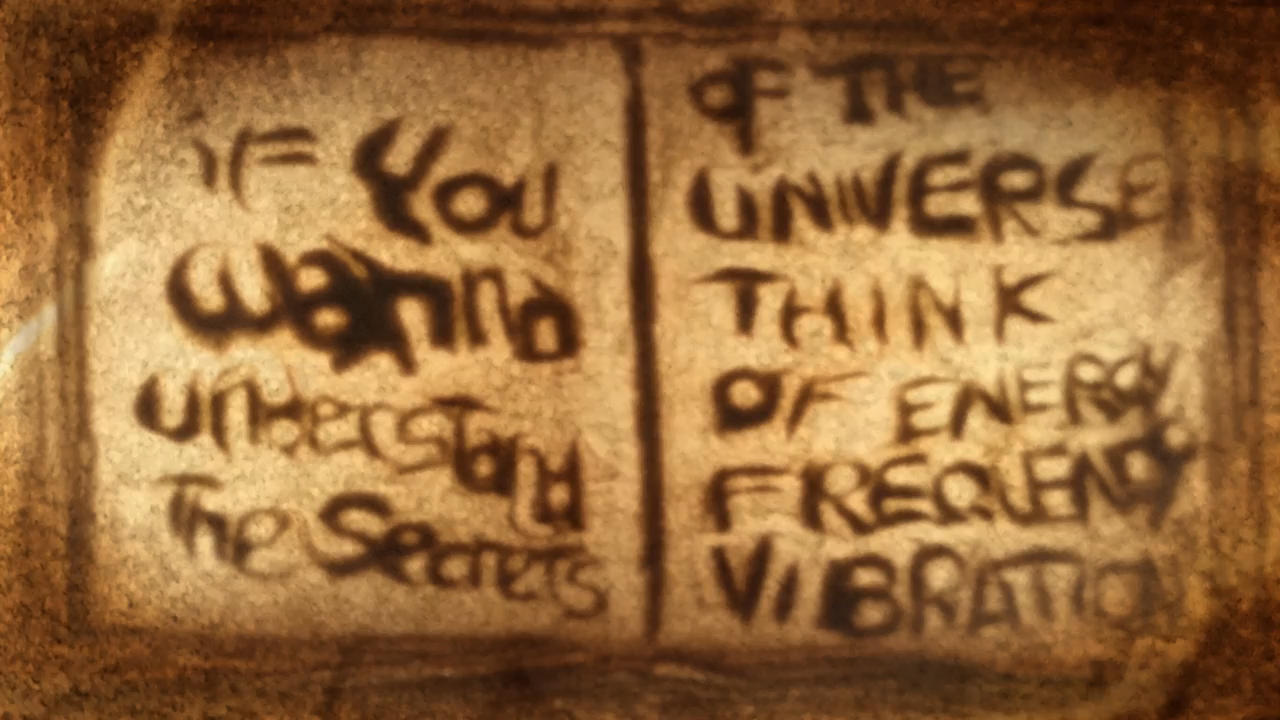 iF You
wanna
understand
The Secrets
OF THE
UNIVERSE
THINK
OF ENERGY
FREQUENCY
ViBRATION